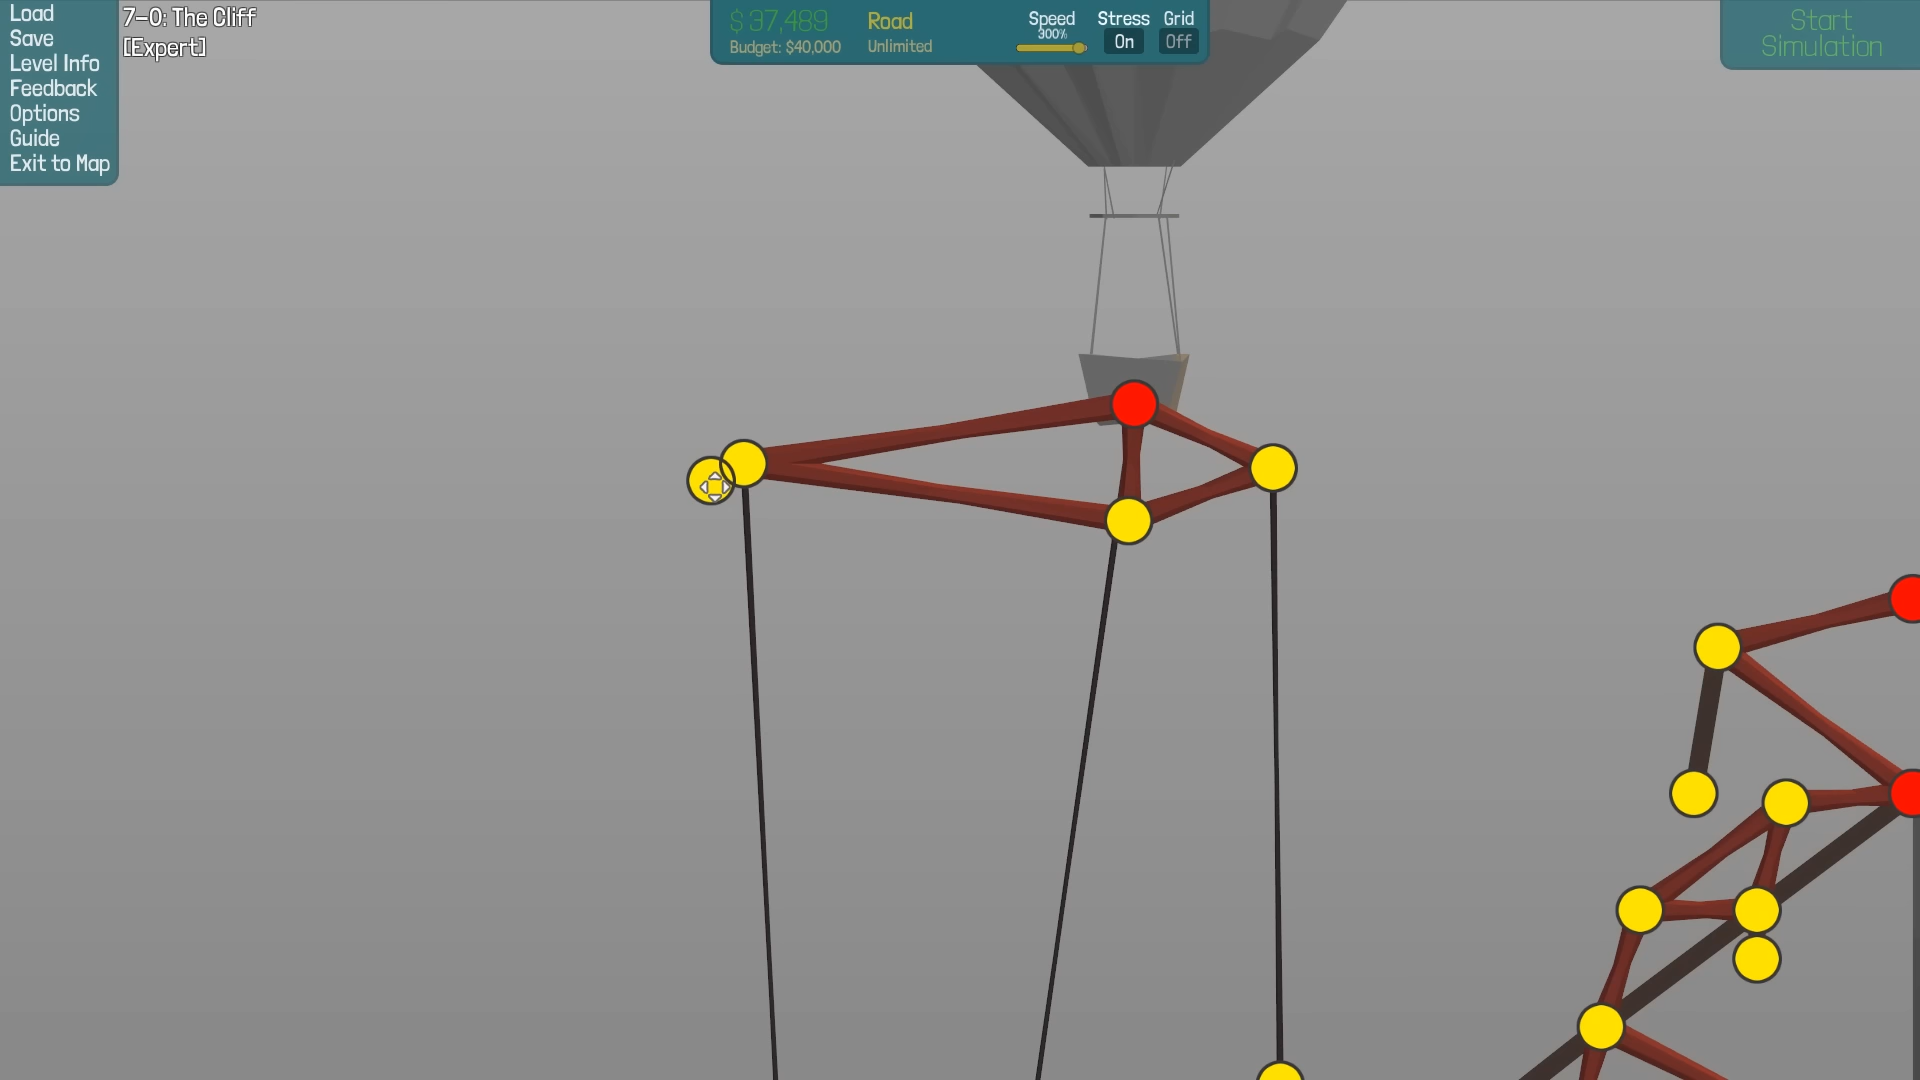 Load
Save
Level Info
Feedback
Options
Guide
Exit to Map
7-0: The Cliff
[Expert]
$ 37,489
Budget: $40,000
Road
Unlimited
Speed
300%
Stress
On
Grid
Off
Start
Simulation